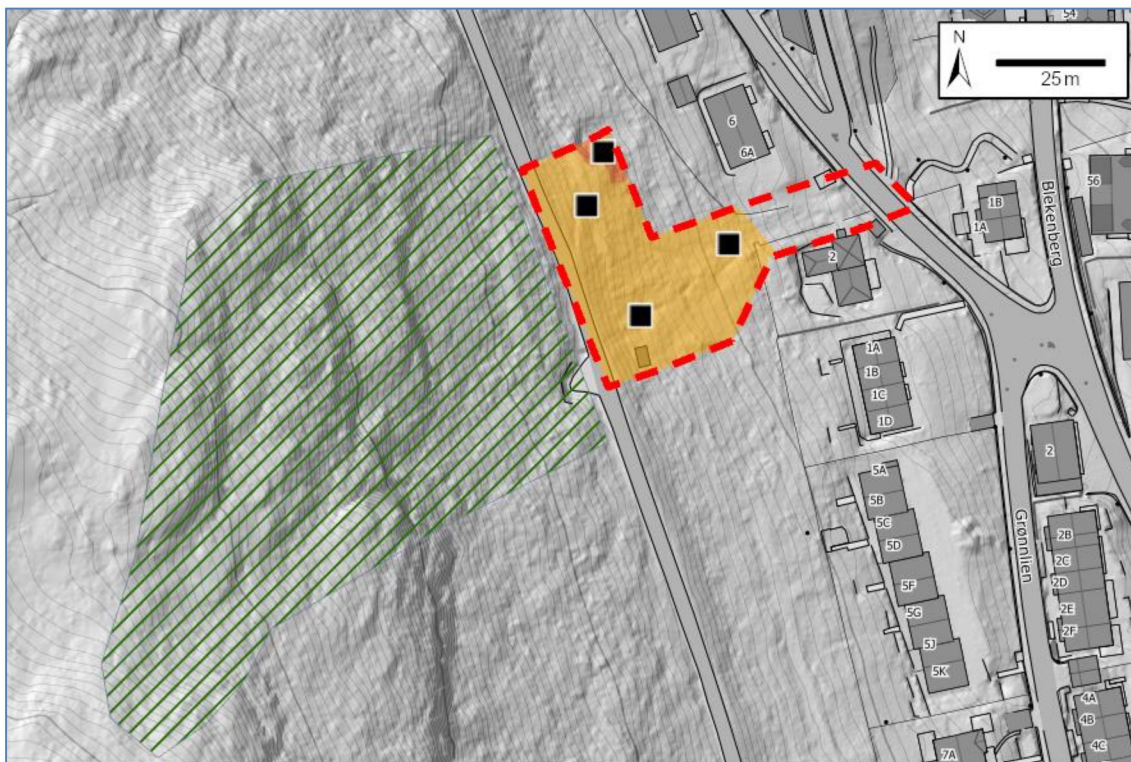 54
N
25 m
6
6A
56
1B
1A
Blekenberg
2
1A
1B
1C
1D
2
5A
5B
5C
5D
5F
5G
5J
5K
Grønnlien
2B
2C
2D
2E
2F
4A
4B
4C
7A